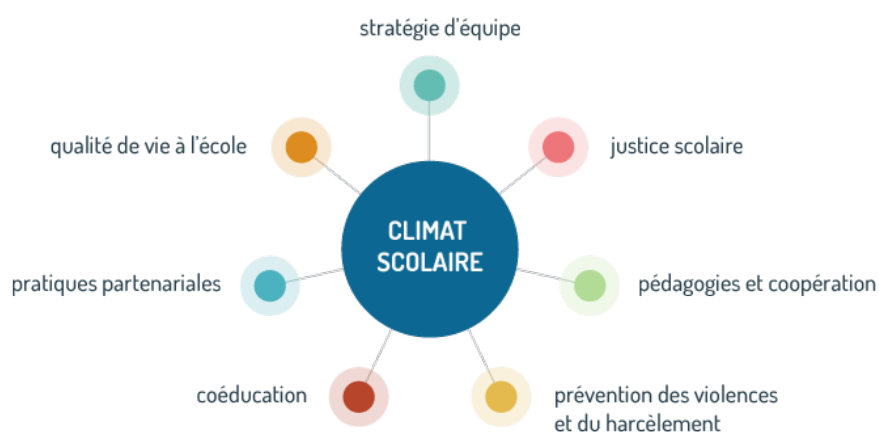 stratégie d'équipe
qualité de vie à l'école
justice scolaire
CLIMAT
SCOLAIRE
pratiques partenariales
pédagogies et coopération
coéducation
prévention des violences
et du harcèlement